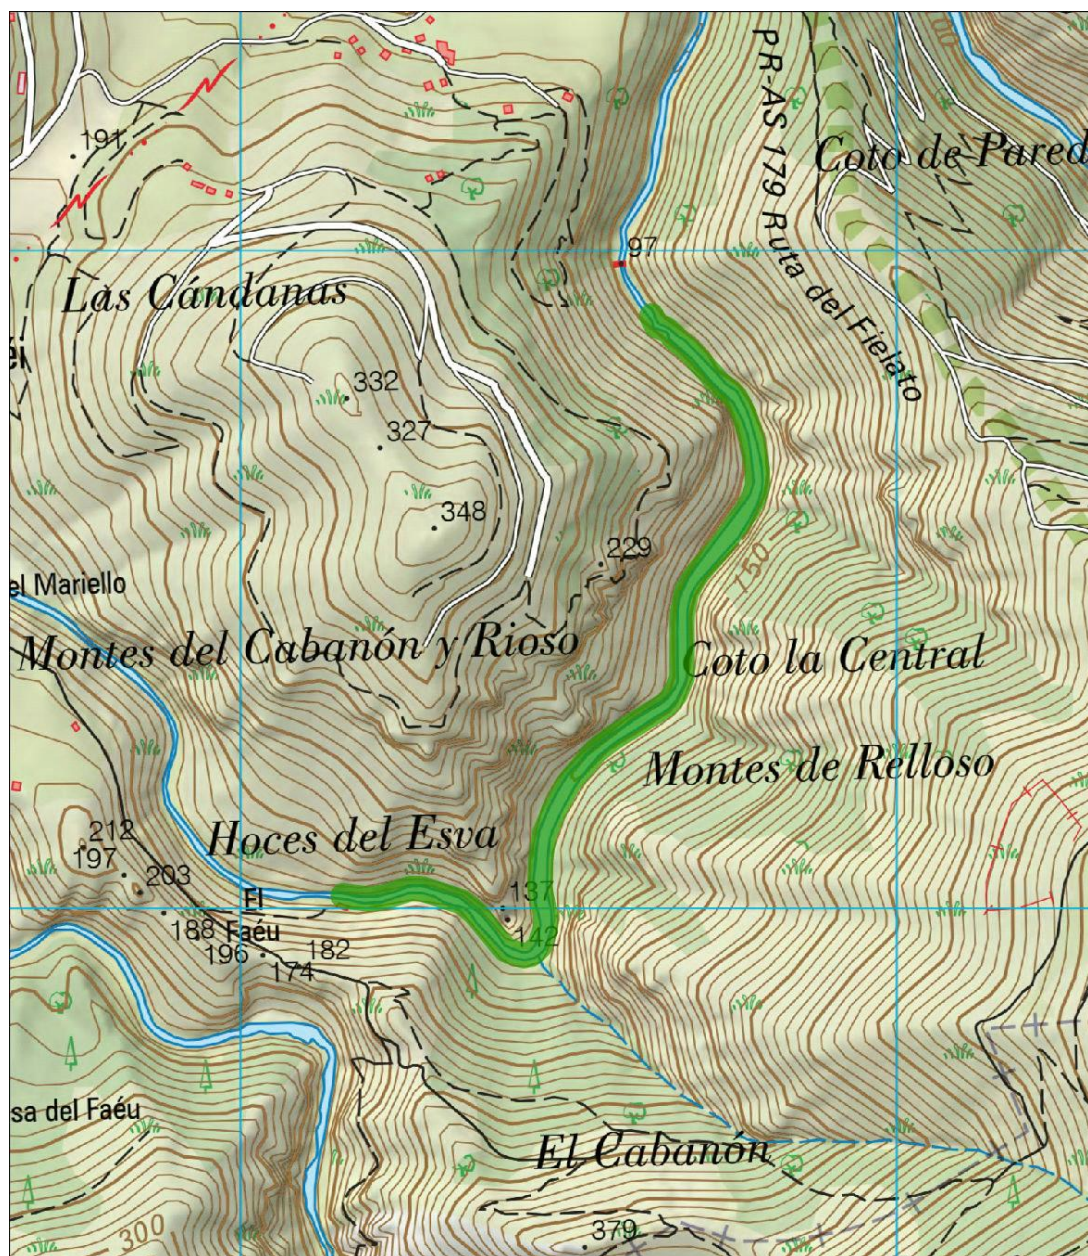 PR-AS 179 Ruta del Fielato
Coto de Pared
191
97
Las Cándanas
332
327
348
229
150
el Mariello
Montes del Cabanón y Rioso
Coto la Central
Montes de Relloso
212
197
Hoces del Esva
203
El
Faéu
137
142
188
196
182
174
sa del Faéu
El Cabanón
300
379